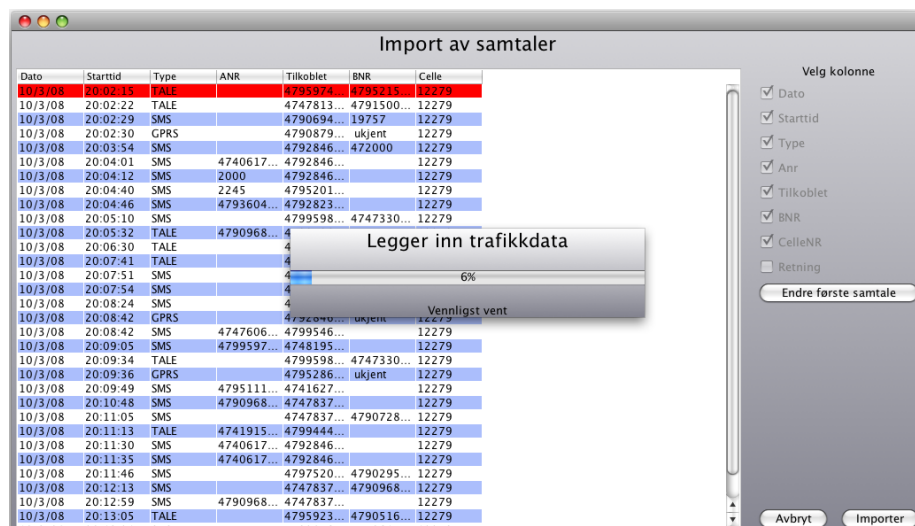 Import av samtaler
Dato Starttid Type ANR Tilkoblet BNR Celle
10/3/08 20:02:15 TALE 4795974... 4795215... 12279
10/3/08 20:02:22 TALE 4747813... 4791500... 12279
10/3/08 20:02:29 SMS 4790694... 19757 12279
10/3/08 20:02:30 GPRS 4790879... ukjent 12279
10/3/08 20:03:54 SMS 4792846... 472000 12279
10/3/08 20:04:01 SMS 4740617... 4792846... 12279
10/3/08 20:04:12 SMS 2000 4792846... 12279
10/3/08 20:04:40 SMS 2245 4795201... 12279
10/3/08 20:04:46 SMS 4793604... 4792823... 12279
10/3/08 20:05:10 SMS 4799598... 4747330... 12279
10/3/08 20:05:32 TALE 4790968...
10/3/08 20:06:30 TALE
10/3/08 20:07:41 TALE
10/3/08 20:07:51 SMS
10/3/08 20:07:54 SMS
10/3/08 20:08:24 SMS
10/3/08 20:08:42 GPRS 4792846... ukjent 12279
10/3/08 20:08:42 SMS 4747606... 4799546... 12279
10/3/08 20:09:05 SMS 4799597... 4748195... 12279
10/3/08 20:09:34 TALE 4799598... 4747330... 12279
10/3/08 20:09:36 GPRS 4795286... ukjent 12279
10/3/08 20:09:49 SMS 4795111... 4741627... 12279
10/3/08 20:10:48 SMS 4790968... 4747837... 12279
10/3/08 20:11:05 SMS 4747837... 4790728... 12279
10/3/08 20:11:13 TALE 4741915... 4799444... 12279
10/3/08 20:11:30 SMS 4740617... 4792846... 12279
10/3/08 20:11:35 SMS 4740617... 4792846... 12279
10/3/08 20:11:46 SMS 4797520... 4790295... 12279
10/3/08 20:12:13 SMS 4747837... 4790968... 12279
10/3/08 20:12:59 SMS 4790968... 4747837... 12279
10/3/08 20:13:05 TALE 4795923... 4790516... 12279
Legger inn trafikkdata
6%
Vennligst vent
Velg kolonne
Dato
Starttid
Type
Anr
Tilkoblet
BNR
CelleNR
Retning
Endre første samtale
Avbryt Importer